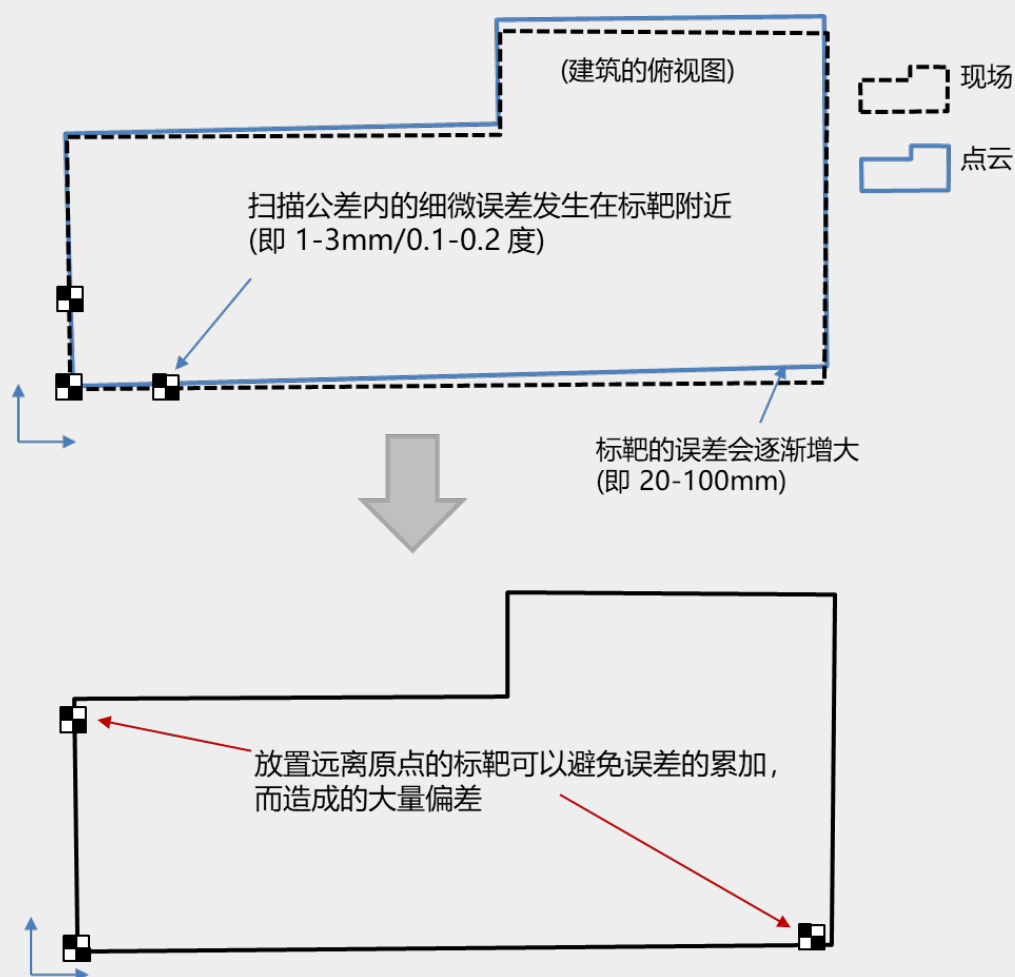 (建筑的俯视图)
现场
点云
扫描公差内的细微误差发生在标靶附近
(即 1-3mm/0.1-0.2 度)
标靶的误差会逐渐增大
(即 20-100mm)
放置远离原点的标靶可以避免误差的累加，
而造成的大量偏差